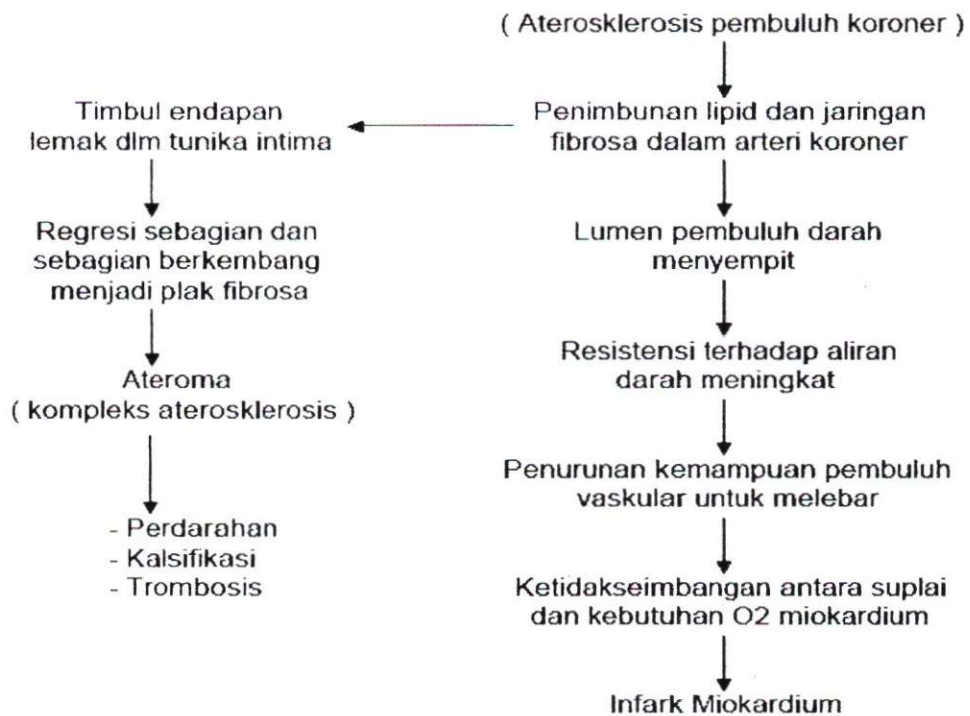 ( Aterosklerosis pembuluh koroner )
Timbul endapan
lemak dlm tunika intima
Penimbunan lipid dan jaringan
fibrosa dalam arteri koroner
Regresi sebagian dan
sebagian berkembang
menjadi plak fibrosa
Lumen pembuluh darah
menyempit
Ateroma
( kompleks aterosklerosis )
Resistensi terhadap aliran
darah meningkat
- Perdarahan
- Kalsifikasi
- Trombosis
Penurunan kemampuan pembuluh
vaskular untuk melebar
Ketidakseimbangan antara suplai
dan kebutuhan O2 miokardium
Infark Miokardium